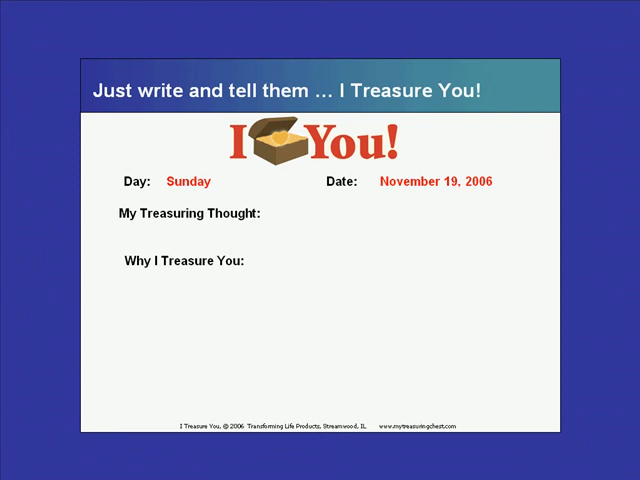 Just write and tell them … I Treasure You!
I You!
Day: Sunday Date: November 19, 2006
My Treasuring Thought:
Why I Treasure You:
I Treasure You, © 2006 Transforming Life Products, Streamwood, IL www.mytreasuringchest.com